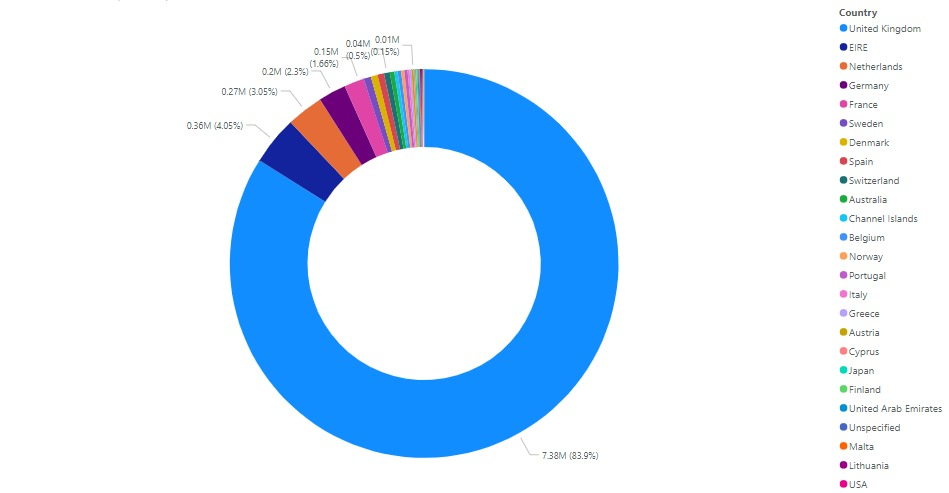 0.01M
(0.15%)
0.04M
(0.5%)
0.15M
(1.66%)
0.2M (2.3%)
0.27M (3.05%)
0.36M (4.05%)
7.38M (83.9%)
Country
United Kingdom
EIRE
Netherlands
Germany
France
Sweden
Denmark
Spain
Switzerland
Australia
Channel Islands
Belgium
Norway
Portugal
Italy
Greece
Austria
Cyprus
Japan
Finland
United Arab Emirates
Unspecified
Malta
Lithuania
USA